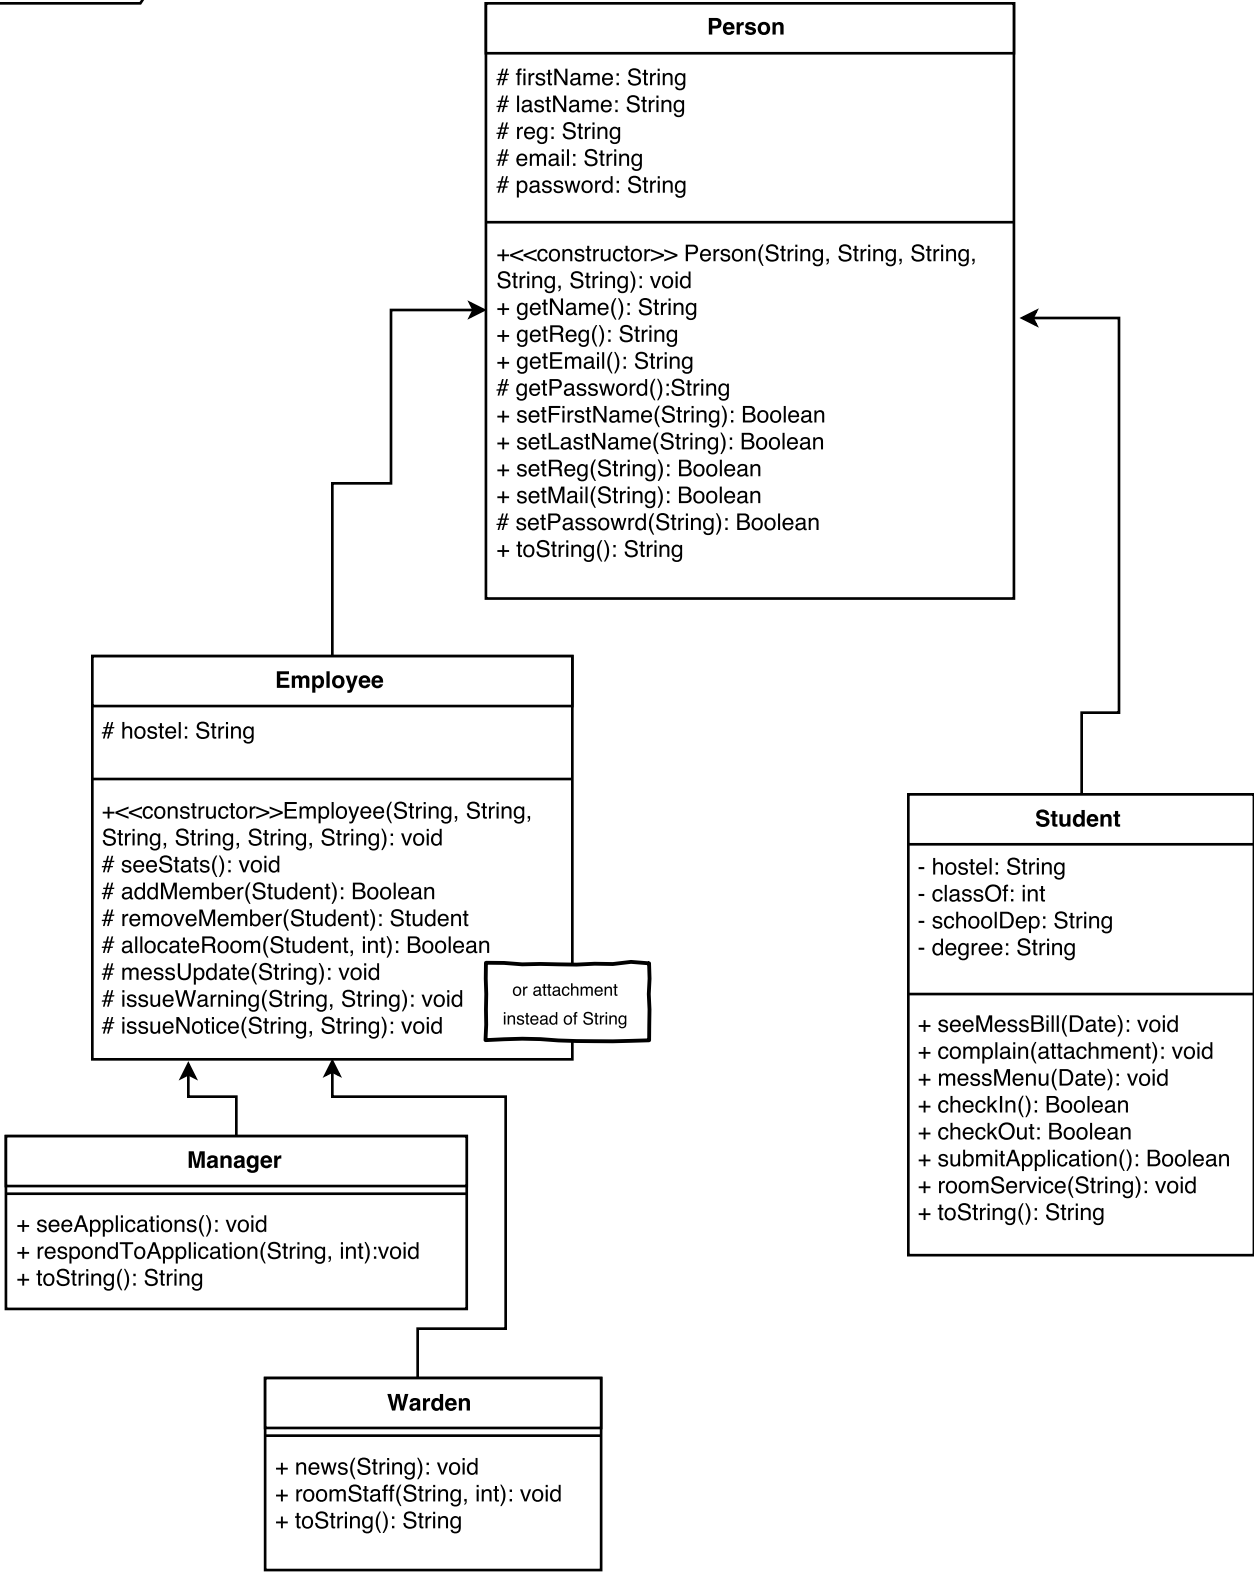 Person
# firstName: String
# lastName: String
# reg: String
# email: String
# password: String
+<<constructor>> Person(String, String, String,
String, String): void
+ getName(): String
+ getReg(): String
+ getEmail(): String
# getPassword():String
+ setFirstName(String): Boolean
+ setLastName(String): Boolean
+ setReg(String): Boolean
+ setMail(String): Boolean
# setPassowrd(String): Boolean
+ toString(): String
Employee
# hostel: String
+<<constructor>>Employee(String, String,
String, String, String, String): void
# seeStats(): void
# addMember(Student): Boolean
# removeMember(Student): Student
# allocateRoom(Student, int): Boolean
# messUpdate(String): void
# issueWarning(String, String): void
# issueNotice(String, String): void
or attachment
instead of String
Student
- hostel: String
- classOf: int
- schoolDep: String
- degree: String
+ seeMessBill(Date): void
+ complain(attachment): void
+ messMenu(Date): void
+ checkIn(): Boolean
+ checkOut: Boolean
+ submitApplication(): Boolean
+ roomService(String): void
+ toString(): String
Manager
+ seeApplications(): void
+ respondToApplication(String, int):void
+ toString(): String
Warden
+ news(String): void
+ roomStaff(String, int): void
+ toString(): String